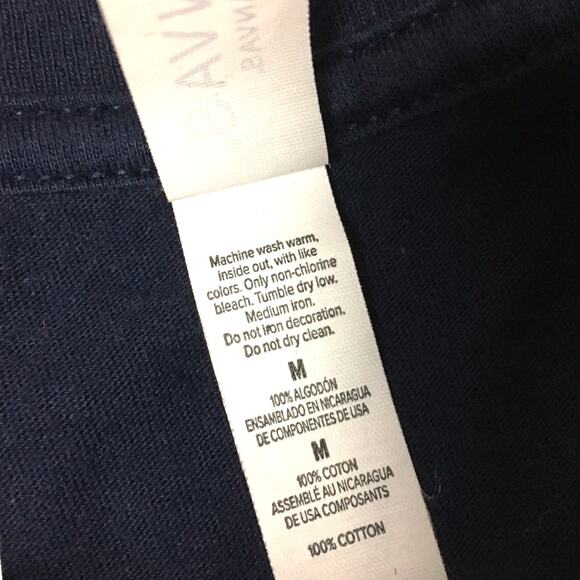 Machine wash warm,
inside out, with like
colors. Only non-chlorine
bleach. Tumble dry low.
Medium iron.
Do not iron decoration.
Do not dry clean.
M
100% ALGODÓN
ENSAMBLADO EN NICARAGUA
DE COMPONENTES DE USA
M
100% COTON
ASSEMBLÉ AU NICARAGUA
DE USA COMPOSANTS
100% COTTON